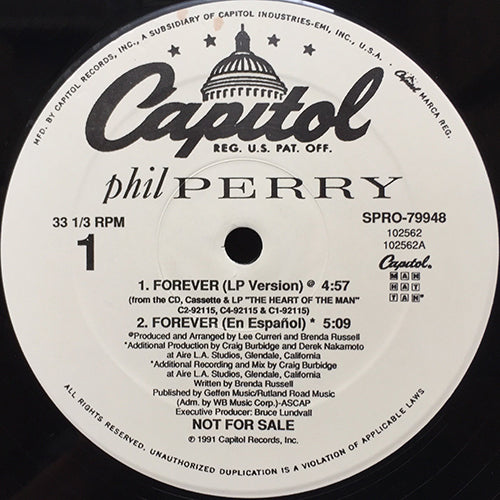 MFD. BY CAPITOL RECORDS, INC., A SUBSIDIARY OF CAPITOL INDUSTRIES-EMI, INC., U.S.A. • Capitol MARCA REG.
Capitol
REG. U.S. PAT. OFF.
phil PERRY
33 1/3 RPM
1
SPRO-79948
102562
102562A
Capitol
MAN
HAT
TAN®
1. FOREVER (LP Version) @ 4:57
(from the CD, Cassette & LP "THE HEART OF THE MAN"
C2-92115, C4-92115 & C1-92115)
2. FOREVER (En Español) * 5:09
@Produced and Arranged by Lee Curreri and Brenda Russell
*Additional Production by Craig Burbidge and Derek Nakamoto
at Aire L.A. Studios, Glendale, California
*Additional Recording and Mix by Craig Burbidge
at Aire L.A. Studios, Glendale, California
Written by Brenda Russell
Published by Geffen Music/Rutland Road Music
(Adm. by WB Music Corp.)-ASCAP
Executive Producer: Bruce Lundvall
NOT FOR SALE
℗ 1991 Capitol Records, Inc.
ALL RIGHTS RESERVED. UNAUTHORIZED DUPLICATION IS A VIOLATION OF APPLICABLE LAWS